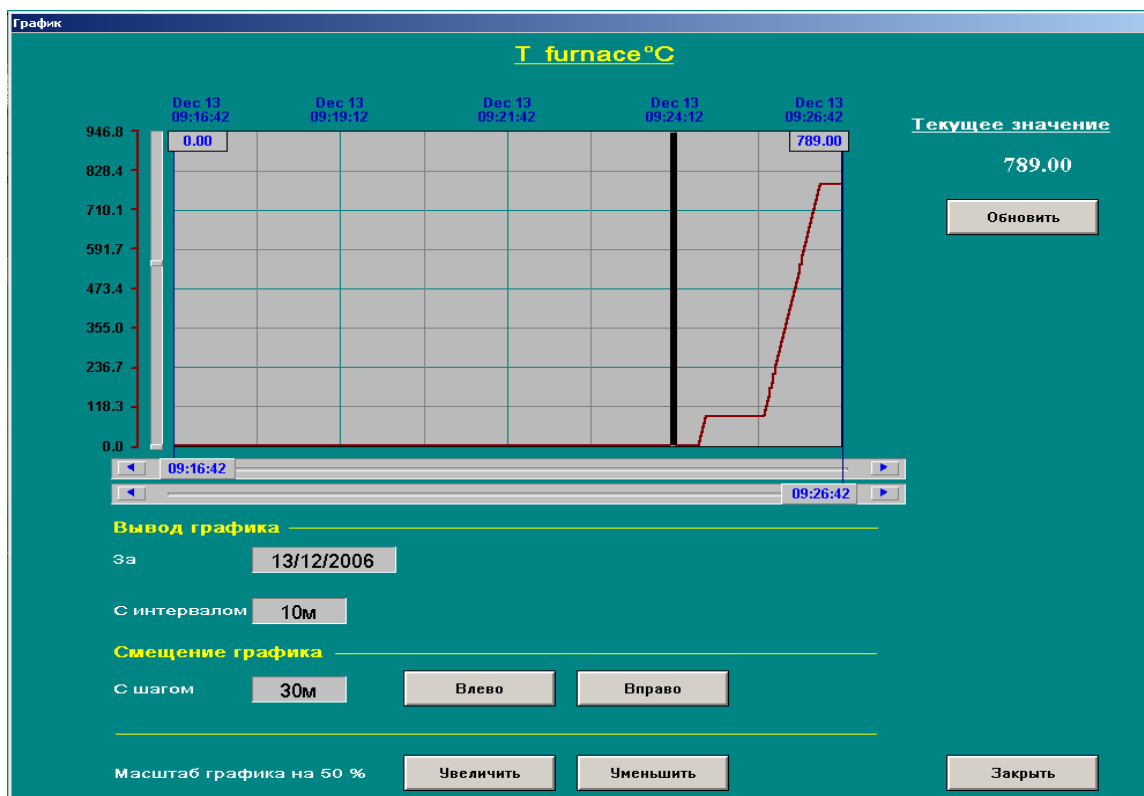 График
T furnace°C
Dec 13 Dec 13 Dec 13 Dec 13 Dec 13
09:16:42 09:19:12 09:21:42 09:24:12 09:26:42
946.8
0.00 789.00
828.4
710.1
591.7
473.4
355.0
236.7
118.3
0.0
09:16:42
09:26:42
Текущее значение
789.00
Обновить
Вывод графика
За 13/12/2006
С интервалом 10м
Смещение графика
С шагом 30м Влево Вправо
Масштаб графика на 50 % Увеличить Уменьшить Закрыть